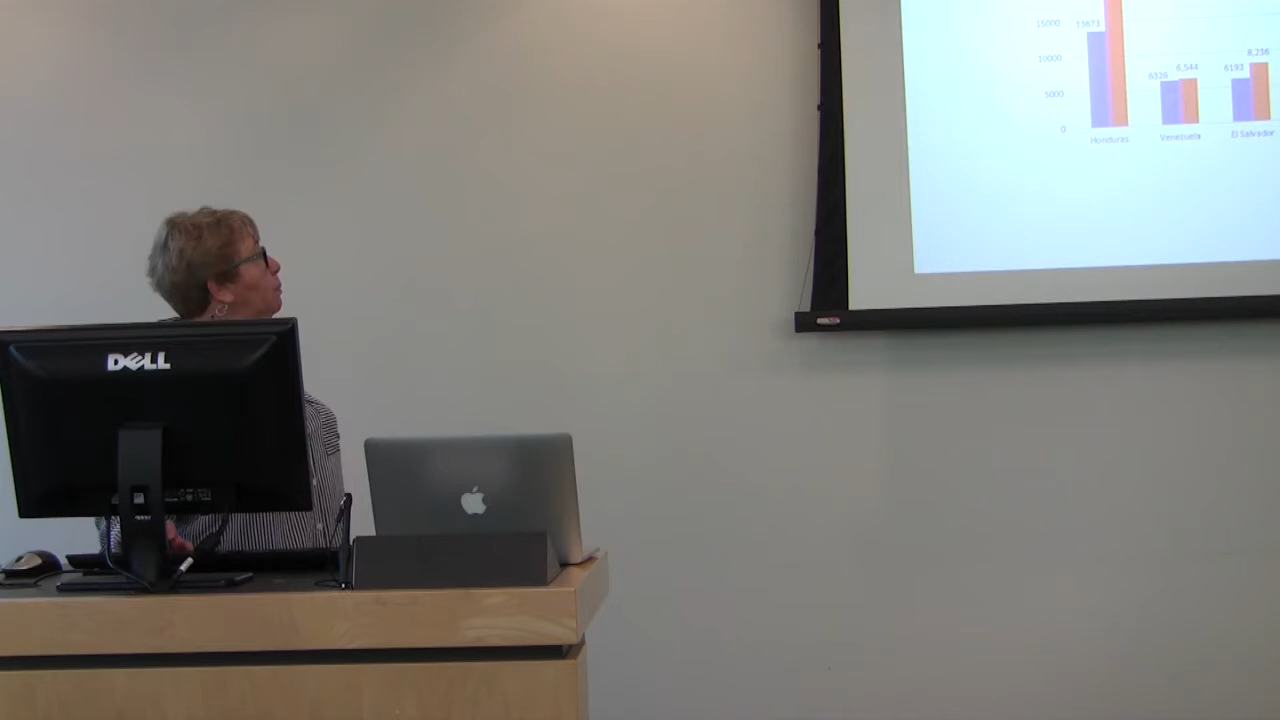 15000
13673
10000
5000
0
6326
6,544
6193
8,236
Honduras
Venezuela
El Salvador
DELL